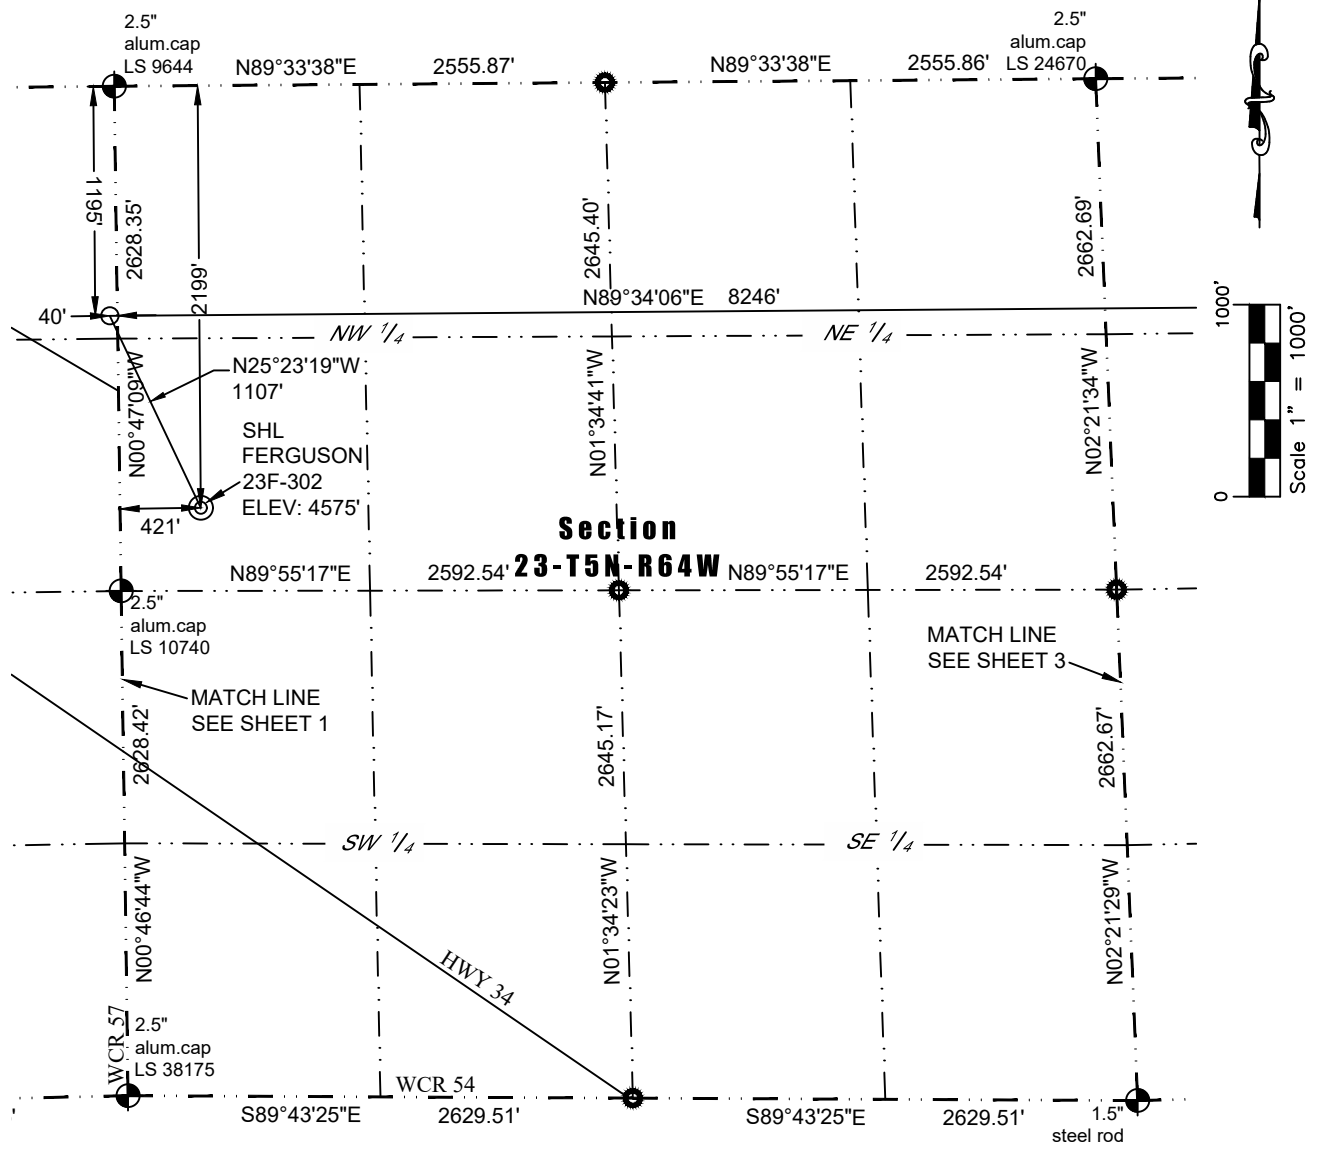 2.5"
alum.cap
LS 9644
N89°33'38"E
2555.87'
N89°33'38"E
2555.86'
2.5"
alum.cap
LS 24670
1195'
2628.35'
2199'
2645.40'
2662.69'
N89°34'06"E 8246'
40'
NW 1/4
NE 1/4
1000'
0
Scale 1" = 1000'
N00°47'09"W
N25°23'19"W
1107'
N01°34'41"W
N02°21'34"W
SHL
FERGUSON
23F-302
ELEV: 4575'
421'
Section
23-T5N-R64W
N89°55'17"E
2592.54'
N89°55'17"E
2592.54'
2.5"
alum.cap
LS 10740
MATCH LINE
SEE SHEET 3
MATCH LINE
SEE SHEET 1
2628.42'
2645.17'
2662.67'
SW 1/4
SE 1/4
N00°46'44"W
N01°34'23"W
N02°21'29"W
HWY 34
WCR 57
2.5"
alum.cap
LS 38175
WCR 54
'
S89°43'25"E
2629.51'
S89°43'25"E
2629.51'
1.5"
steel rod